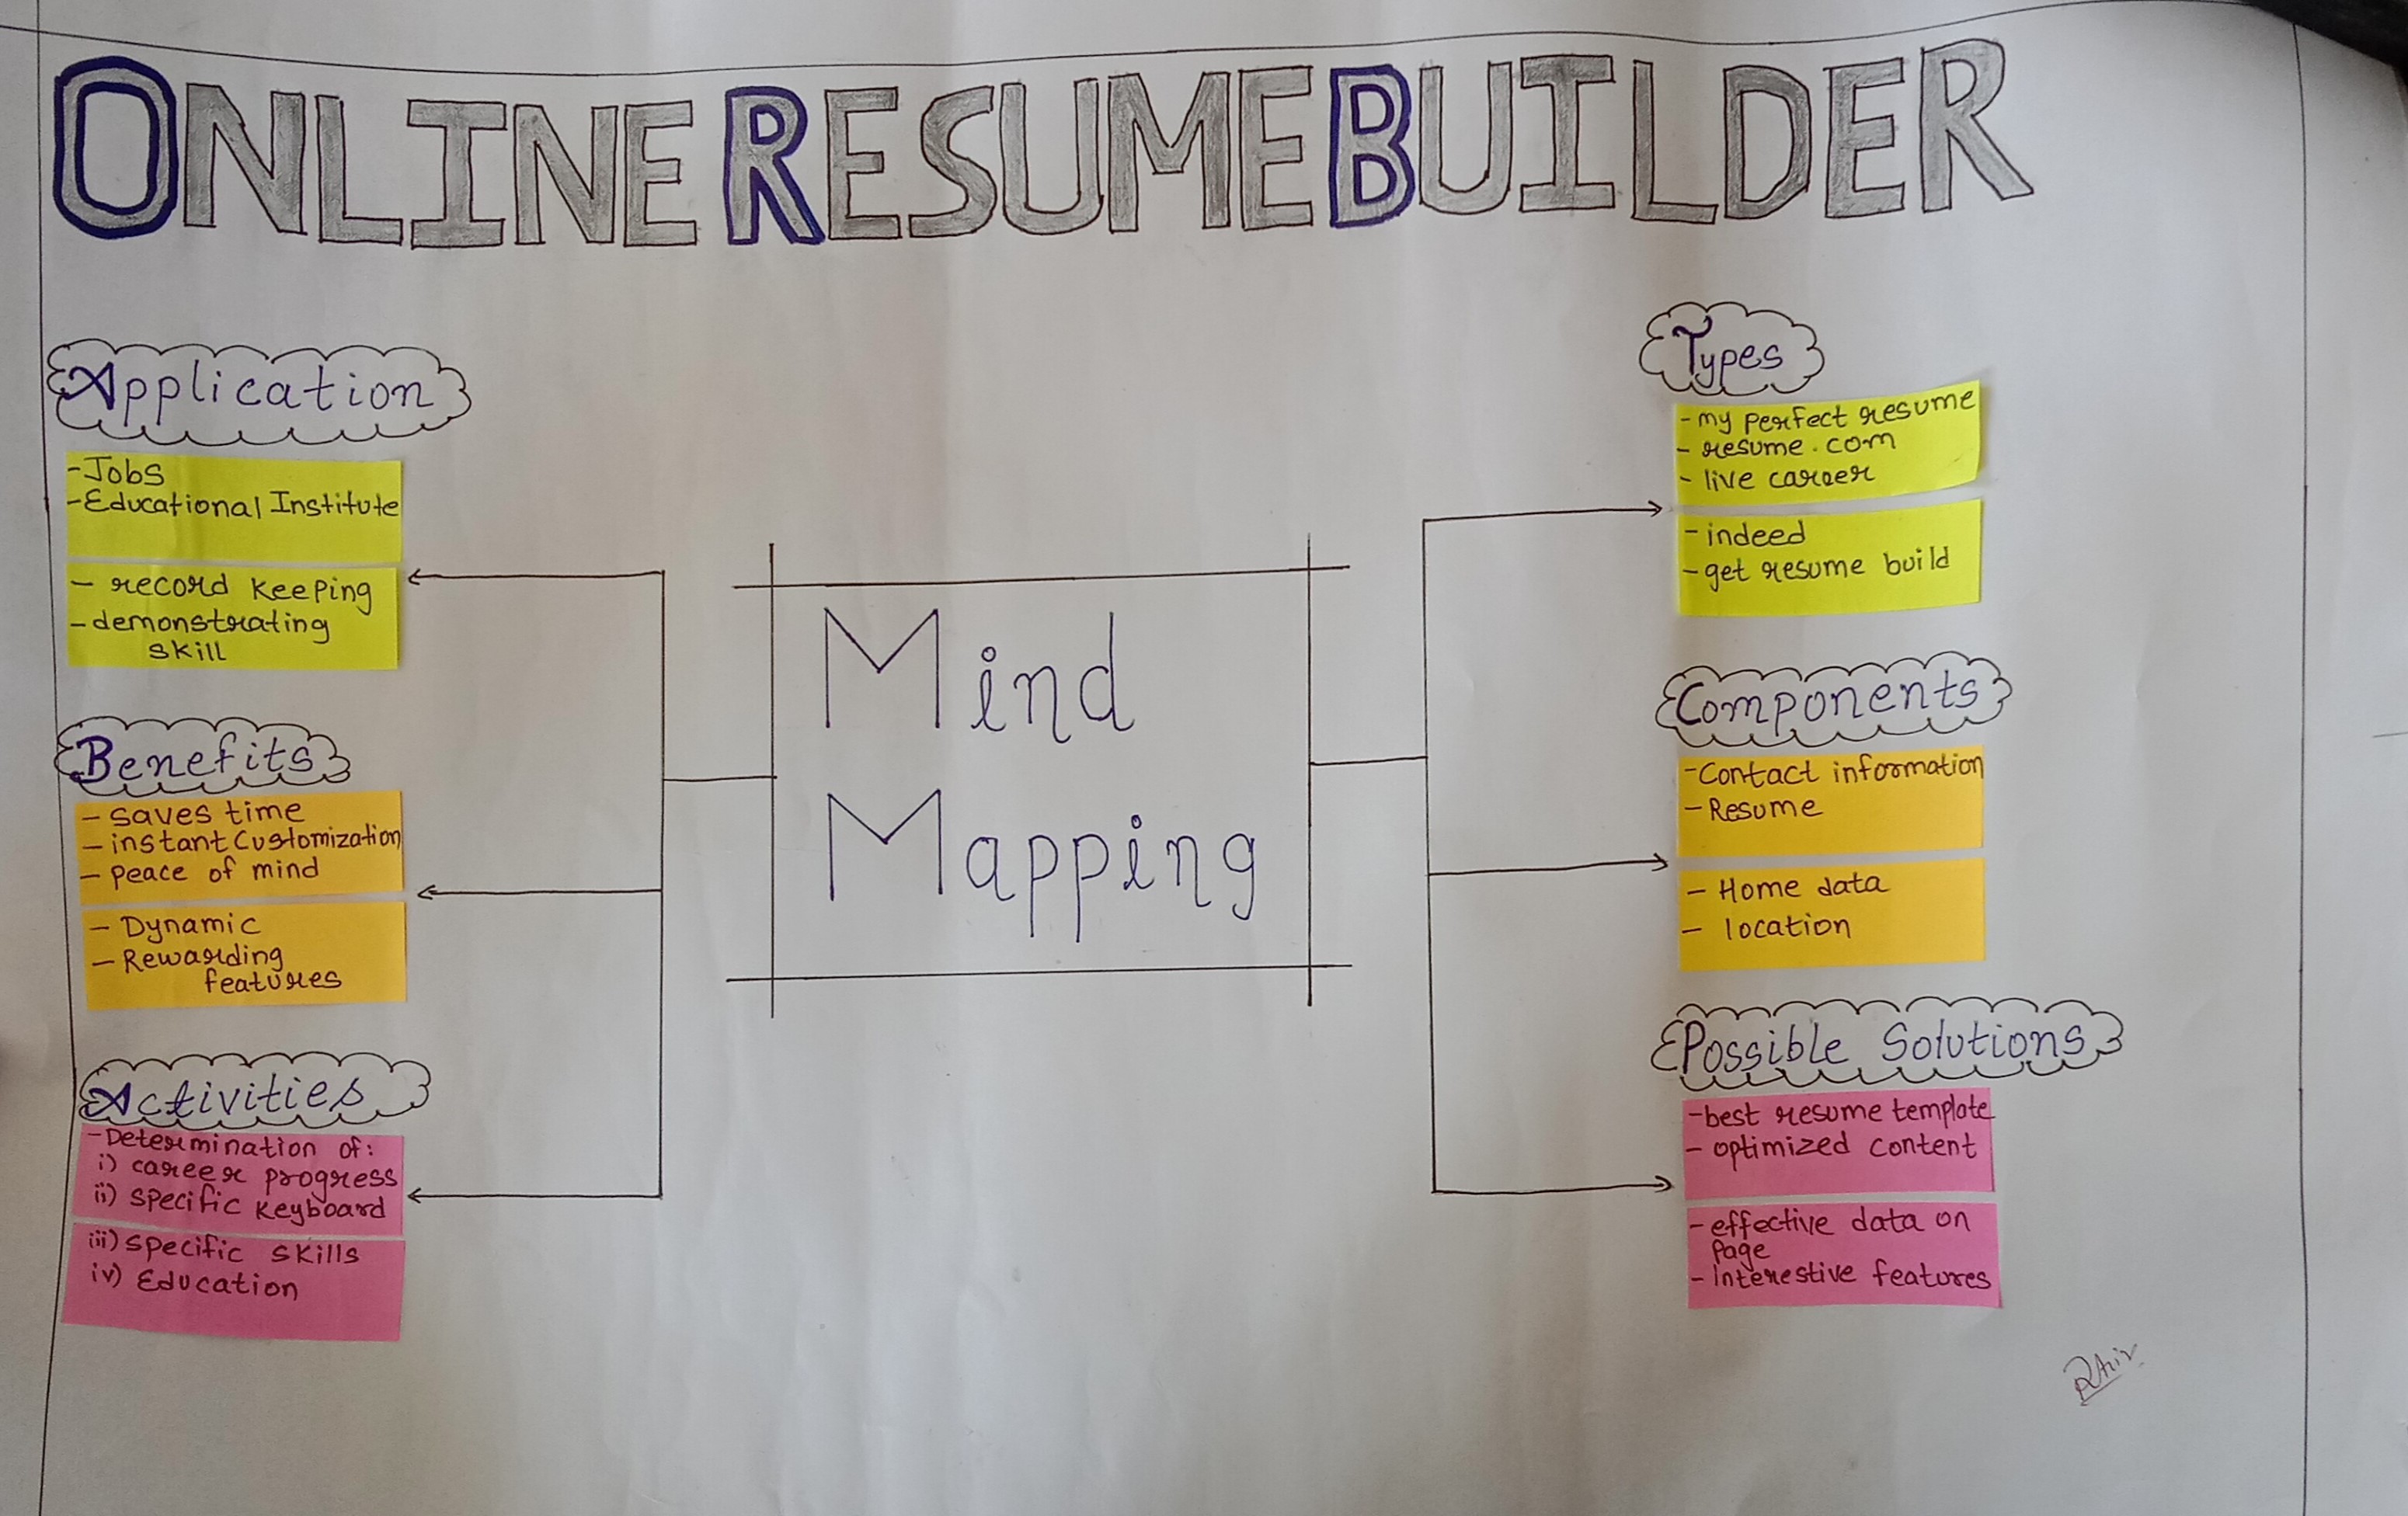 ONLINE RESUME BUILDER
Application
-Jobs
-Educational Institute
- record keeping
-demonstrating
skill
Benefits
- saves time
- instant Customization
- peace of mind
- Dynamic
- Rewarding
features
Activities
-Determination of:
i) career progress
ii) specific keyboard
iii) specific skills
iv) Education
Mind
Mapping
Types
-my perfect resume
- resume.com
- live career
-indeed
-get resume build
Components
-Contact information
-Resume
- Home data
- location
Possible Solutions
-best resume template
- optimized content
-effective data on
page
- Interestive features